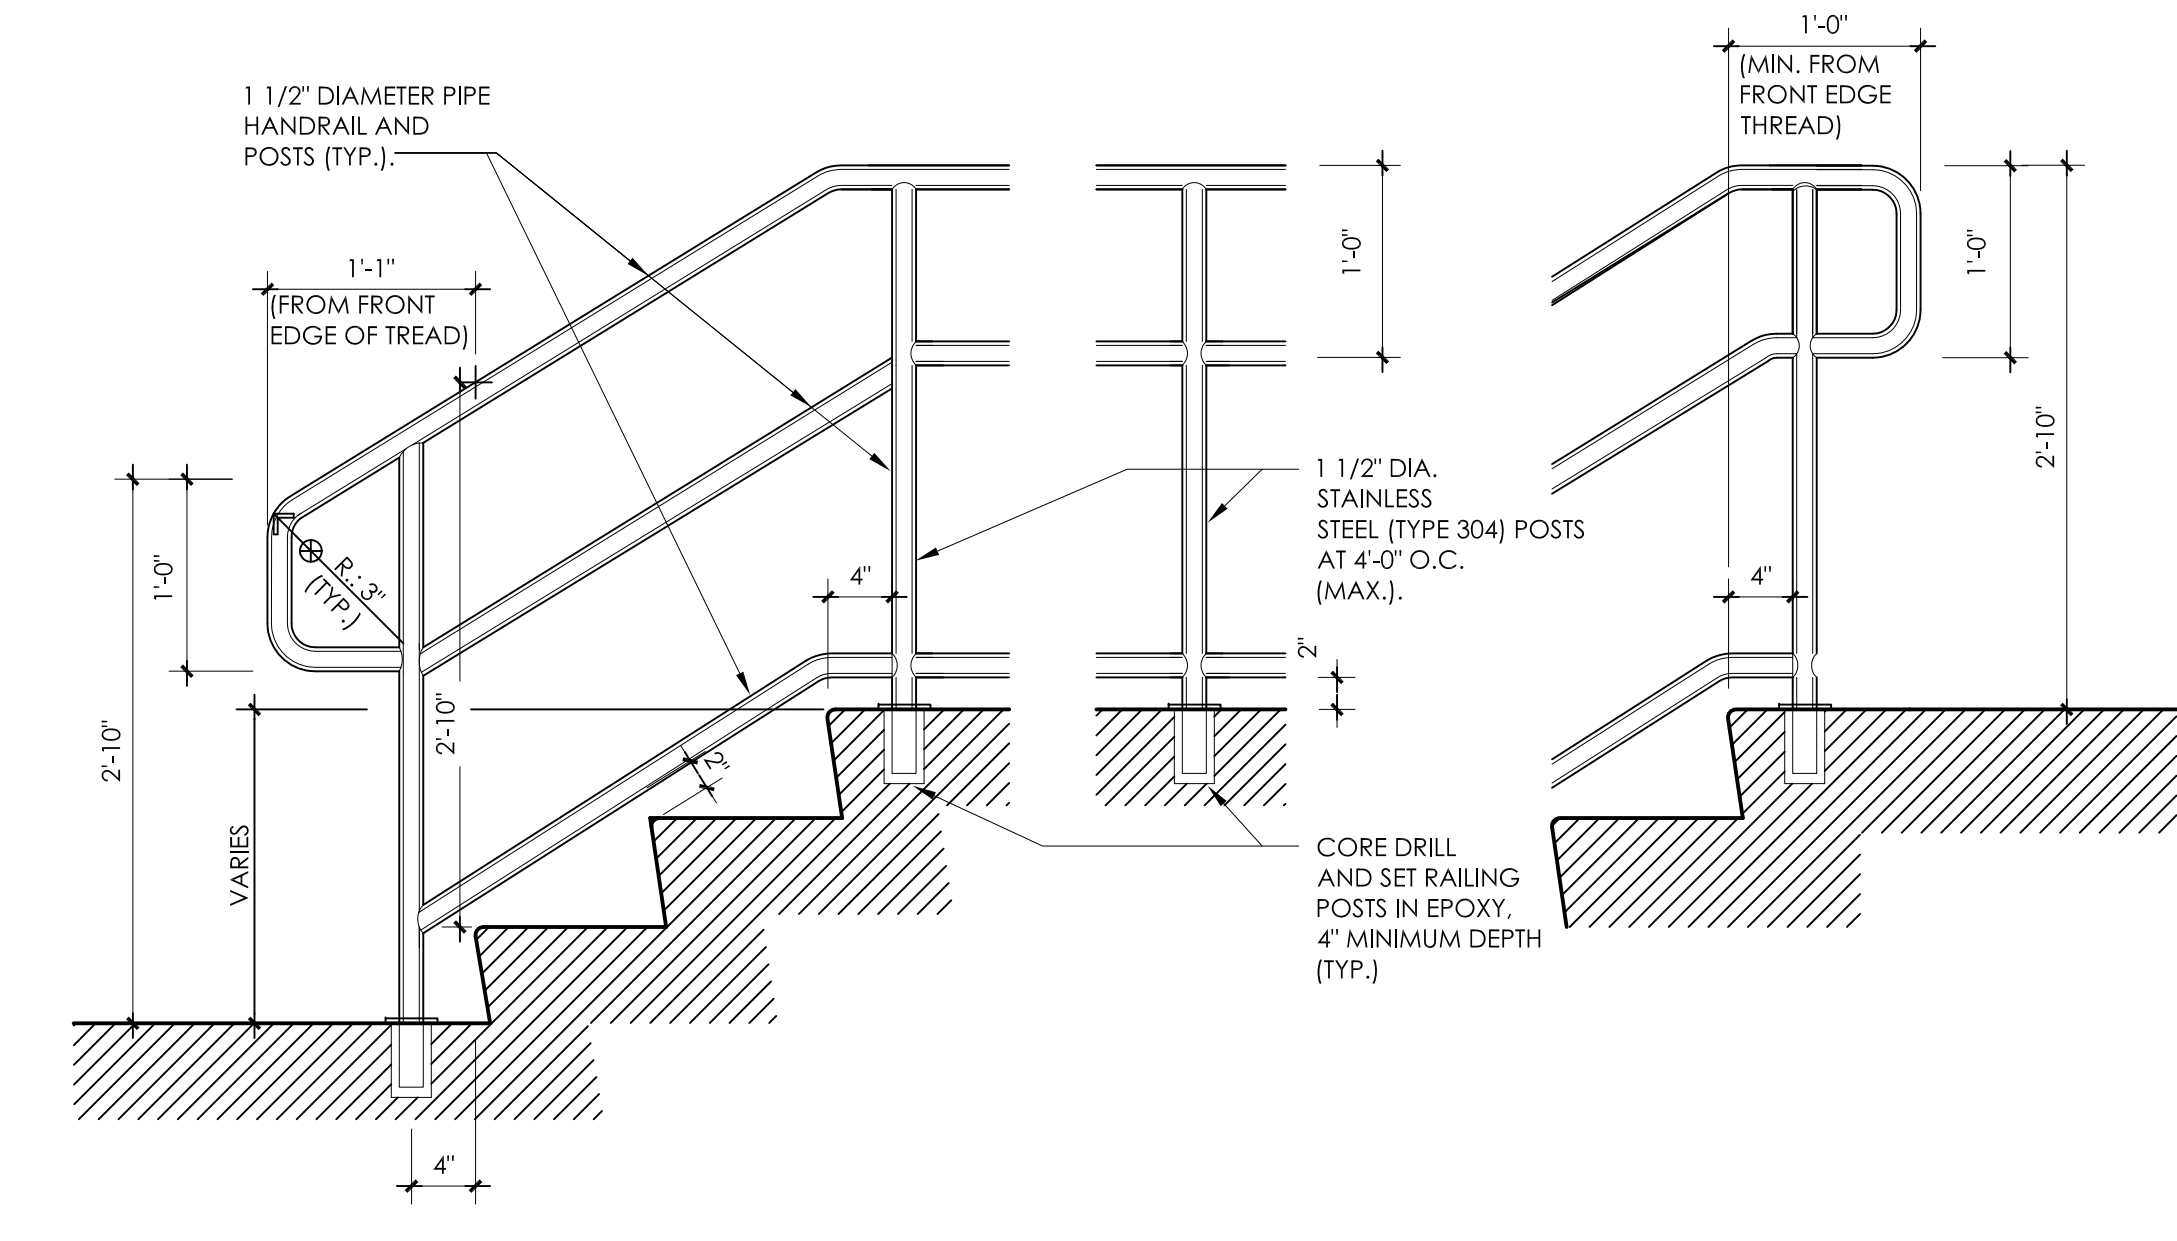 1'-0"
(MIN. FROM
FRONT EDGE
THREAD)
1 1/2" DIAMETER PIPE
HANDRAIL AND
POSTS (TYP.).
1'-1"
(FROM FRONT
EDGE OF TREAD)
1'-0"
1'-0"
2'-10"
1 1/2" DIA.
STAINLESS
STEEL (TYPE 304) POSTS
AT 4'-0" O.C.
(MAX.).
1'-0"
R.: 3"
(TYP.)
4"
4"
2"
2'-10"
2'-10"
2"
VARIES
CORE DRILL
AND SET RAILING
POSTS IN EPOXY,
4" MINIMUM DEPTH
(TYP.)
4"